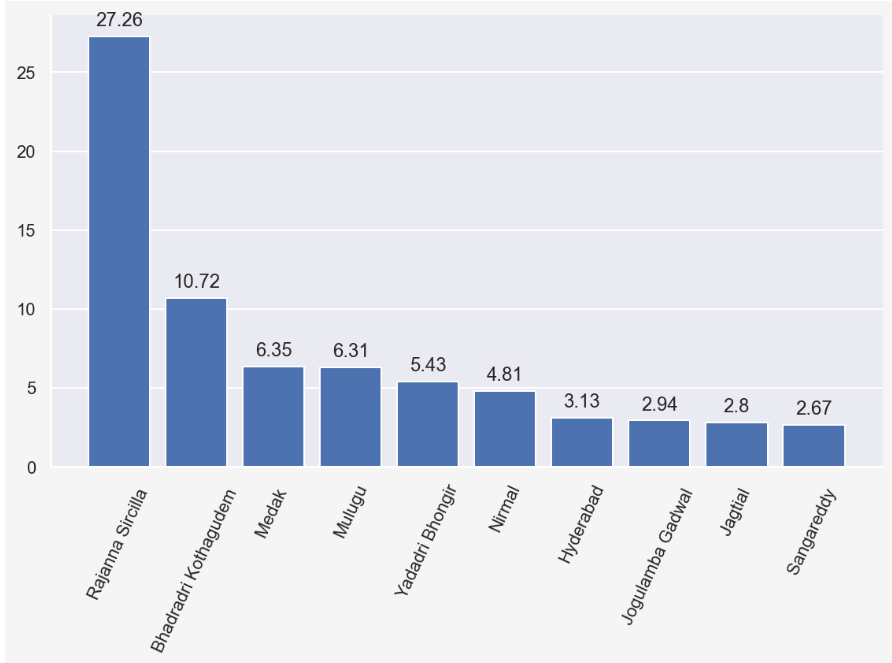 27.26
25
20
15
10.72
10
6.35
6.31
5.43
5
4.81
3.13
2.94
2.8
2.67
0
Rajanna Sircilla
Bhadradri Kothagudem
Medak
Mulugu
Yadadri Bhongir
Nirmal
Hyderabad
Jogulamba Gadwal
Jagtial
Sangareddy